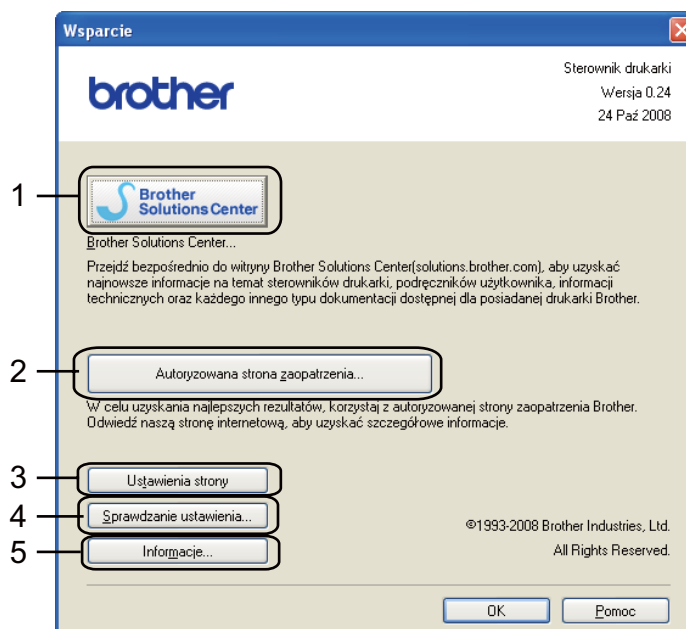 Wsparcie
brother
Sterownik drukarki
Wersja 0.24
24 Paź 2008
1
Brother
Solutions Center
Brother Solutions Center...
Przejdź bezpośrednio do witryny Brother Solutions Center(solutions.brother.com), aby uzyskać
najnowsze informacje na temat sterowników drukarki, podręczników użytkownika, informacji
technicznych oraz każdego innego typu dokumentacji dostępnej dla posiadanej drukarki Brother.
2
Autoryzowana strona zaopatrzenia...
W celu uzyskania najlepszych rezultatów, korzystaj z autoryzowanej strony zaopatrzenia Brother.
Odwiedź naszą stronę internetową, aby uzyskać szczegółowe informacje.
3
Ustawienia strony
4
Sprawdzanie ustawienia...
©1993-2008 Brother Industries, Ltd.
5
Informacje...
All Rights Reserved.
OK
Pomoc